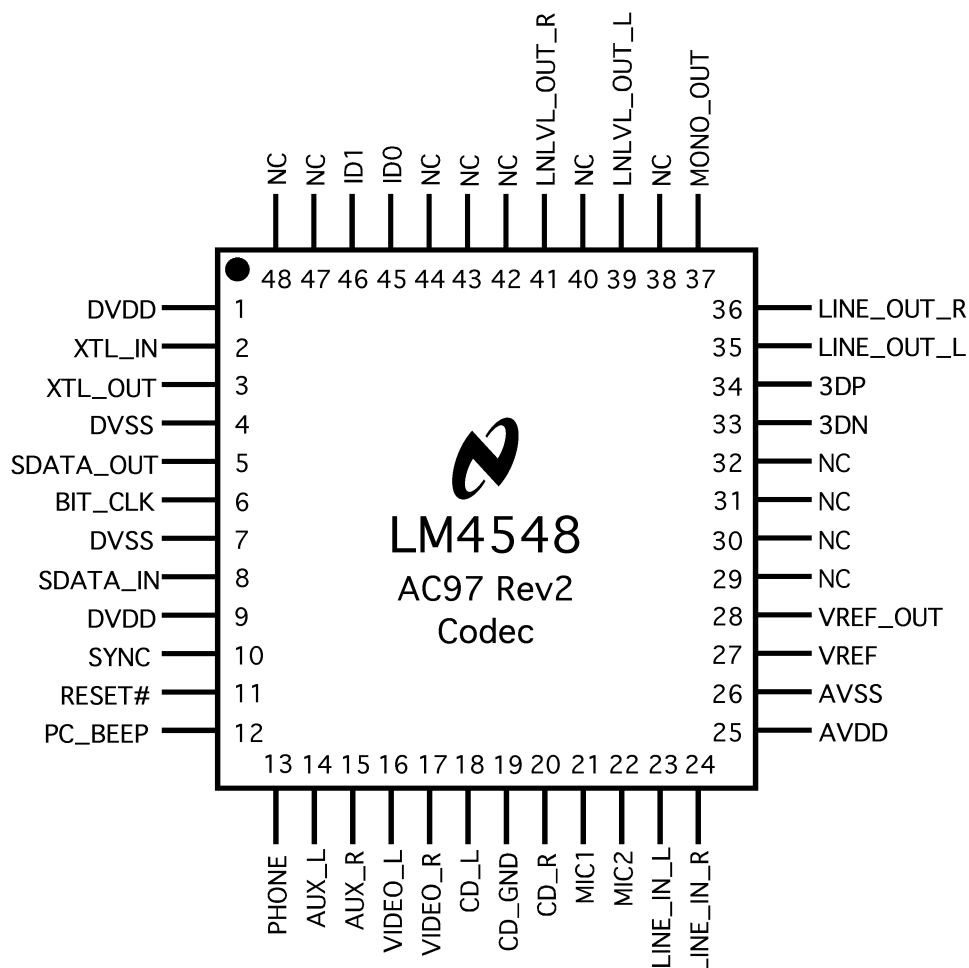 NC
NC
ID1
ID0
NC
NC
NC
LNLVL_OUT_R
NC
LNLVL_OUT_L
NC
MONO_OUT
48 47 46 45 44 43 42 41 40 39 38 37
DVDD 1
XTL_IN 2
XTL_OUT 3
DVSS 4
SDATA_OUT 5
BIT_CLK 6
DVSS 7
SDATA_IN 8
DVDD 9
SYNC 10
RESET# 11
PC_BEEP 12
LM4548
AC97 Rev2
Codec
36 LINE_OUT_R
35 LINE_OUT_L
34 3DP
33 3DN
32 NC
31 NC
30 NC
29 NC
28 VREF_OUT
27 VREF
26 AVSS
25 AVDD
13 14 15 16 17 18 19 20 21 22 23 24
PHONE
AUX_L
AUX_R
VIDEO_L
VIDEO_R
CD_L
CD_GND
CD_R
MIC1
MIC2
LINE_IN_L
LINE_IN_R